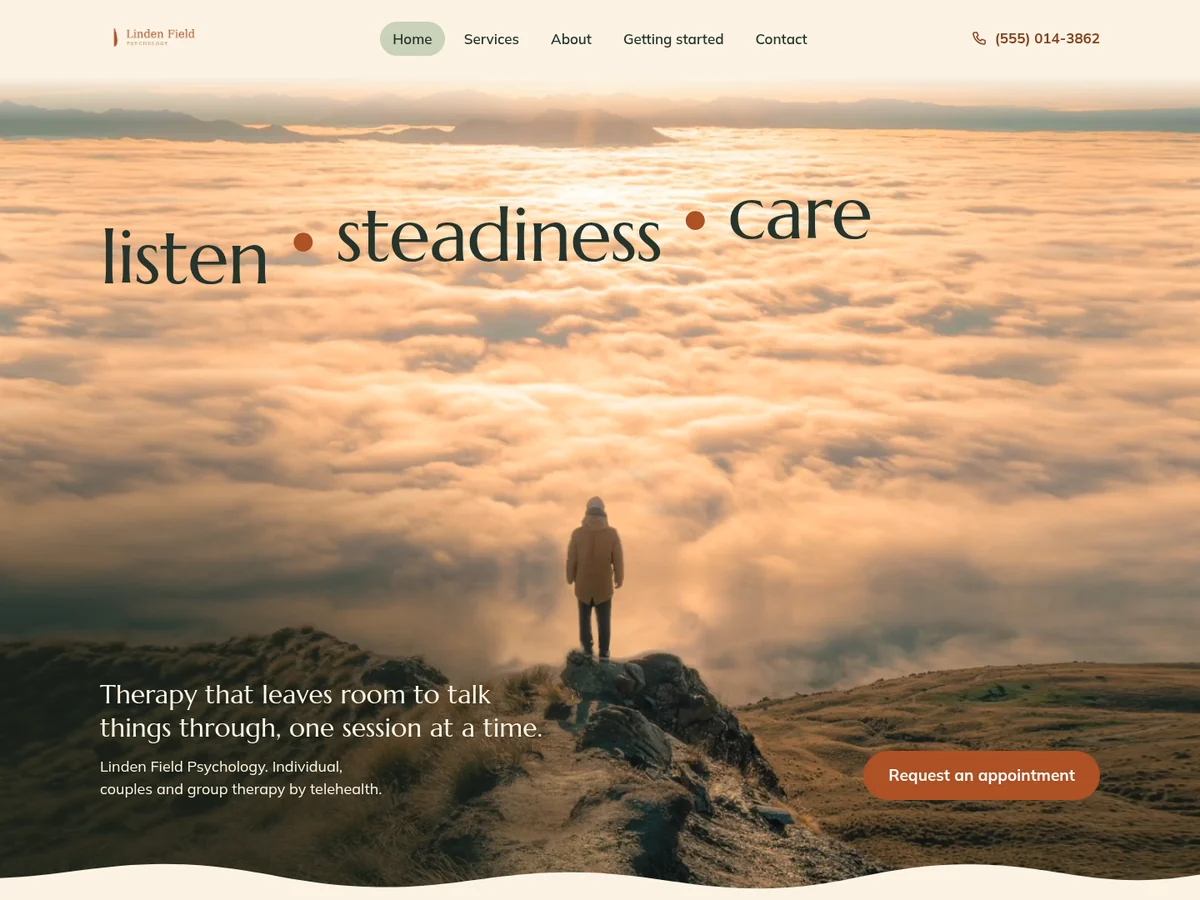 Linden Field
PSYCHOLOGY
Home Services About Getting started Contact
(555) 014-3862
listen • steadiness • care
Therapy that leaves room to talk
things through, one session at a time.
Linden Field Psychology. Individual,
couples and group therapy by telehealth.
Request an appointment